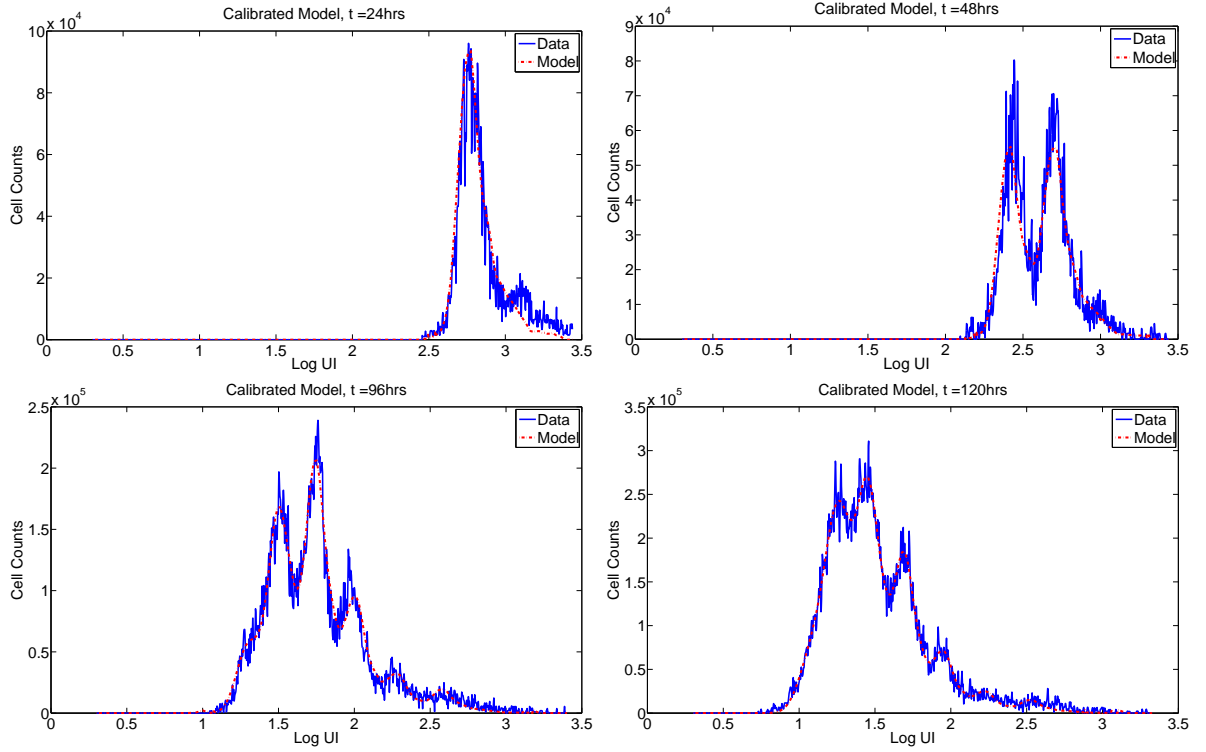 Calibrated Model, t =24hrs
x 10^4
10
8
6
4
2
0
Cell Counts
0 0.5 1 1.5 2 2.5 3 3.5
Log UI
Data
Model
Calibrated Model, t =48hrs
x 10^4
9
8
7
6
5
4
3
2
1
0
Cell Counts
0 0.5 1 1.5 2 2.5 3 3.5
Log UI
Data
Model
Calibrated Model, t =96hrs
x 10^5
2.5
2
1.5
1
0.5
0
Cell Counts
0 0.5 1 1.5 2 2.5 3 3.5
Log UI
Data
Model
Calibrated Model, t =120hrs
x 10^5
3.5
3
2.5
2
1.5
1
0.5
0
Cell Counts
0 0.5 1 1.5 2 2.5 3 3.5
Log UI
Data
Model